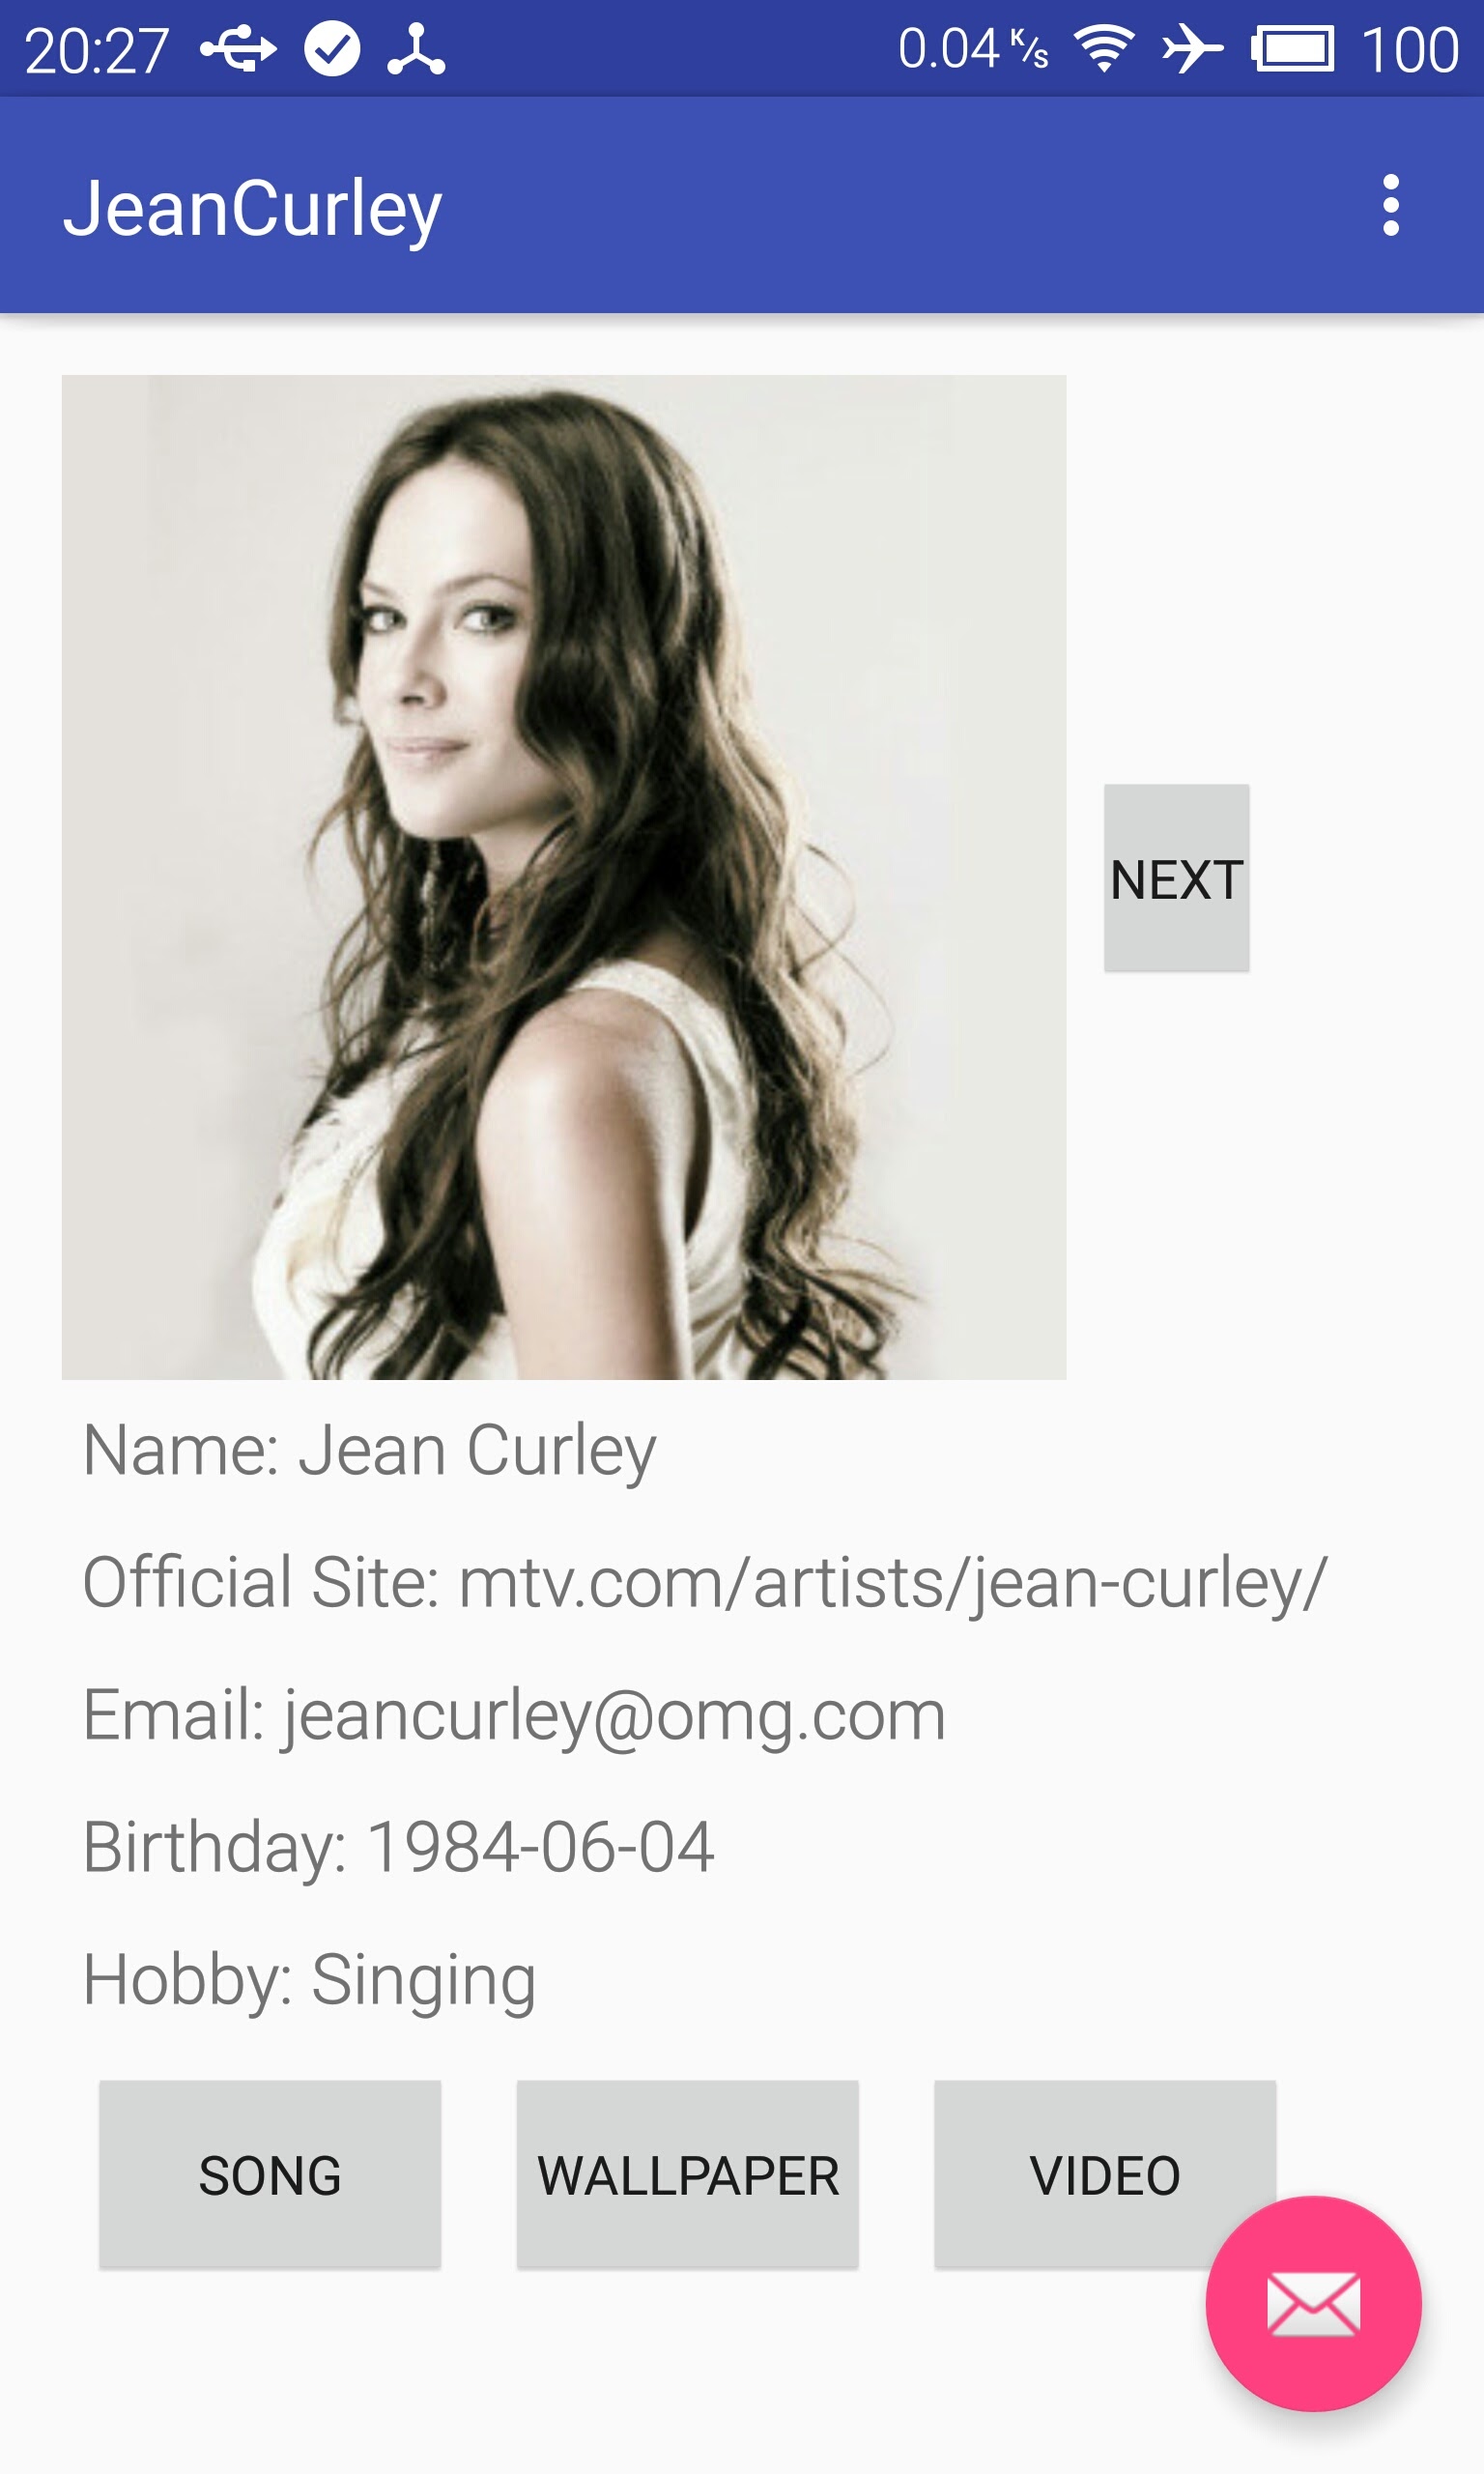 20:27 0.04 K/s 100
JeanCurley
NEXT
Name: Jean Curley
Official Site: mtv.com/artists/jean-curley/
Email: jeancurley@omg.com
Birthday: 1984-06-04
Hobby: Singing
SONG WALLPAPER VIDEO